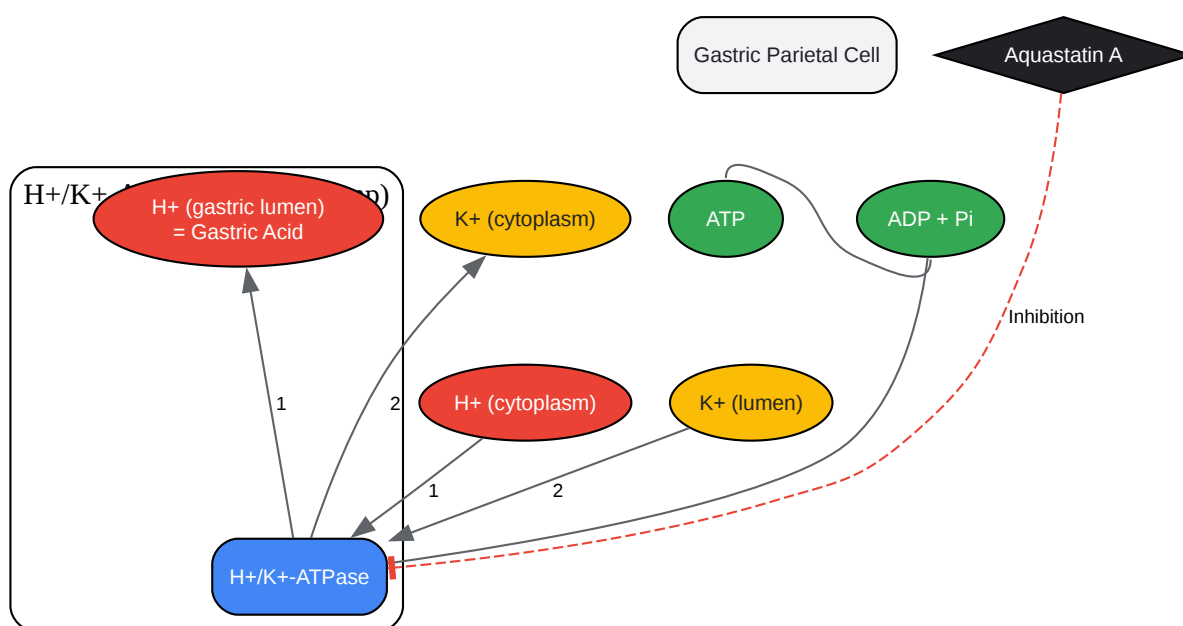 Gastric Parietal Cell
Aquastatin A
H+/K+
H+ (gastric lumen)
= Gastric Acid
K+ (cytoplasm)
ATP
ADP + Pi
Inhibition
H+ (cytoplasm)
K+ (lumen)
1
2
1
2
H+/K+-ATPase